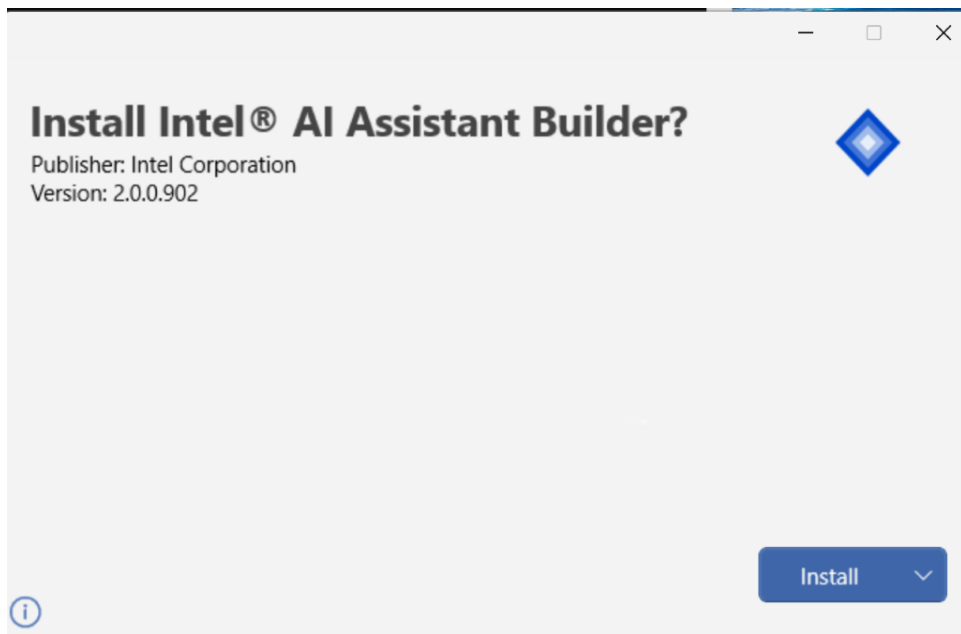 Install Intel® AI Assistant Builder?
Publisher: Intel Corporation
Version: 2.0.0.902
Install